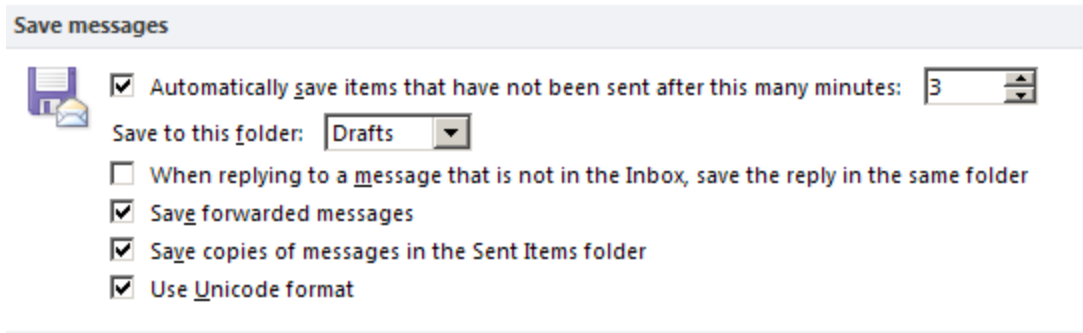 Save messages
Automatically save items that have not been sent after this many minutes: 3
Save to this folder: Drafts
When replying to a message that is not in the Inbox, save the reply in the same folder
Save forwarded messages
Save copies of messages in the Sent Items folder
Use Unicode format